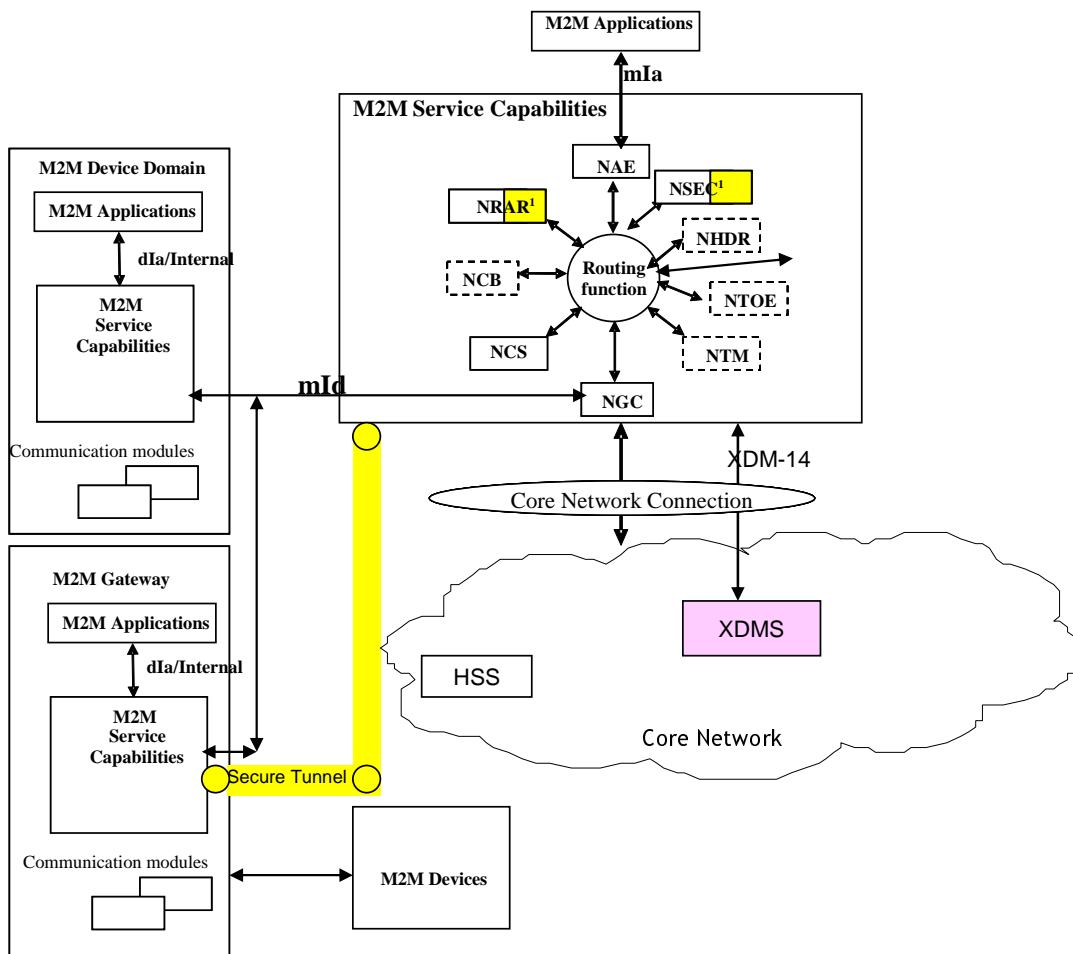 M2M Applications
mIa
M2M Service Capabilities
NAE
NSEC¹
NRAR¹
NHDR
Routing
function
NCB
NTOE
NCS
NTM
NGC
M2M Device Domain
M2M Applications
dIa/Internal
M2M
Service
Capabilities
mId
Communication modules
XDM-14
Core Network Connection
M2M Gateway
M2M Applications
dIa/Internal
M2M
Service
Capabilities
XDMS
HSS
Core Network
Secure Tunnel
Communication modules
M2M Devices